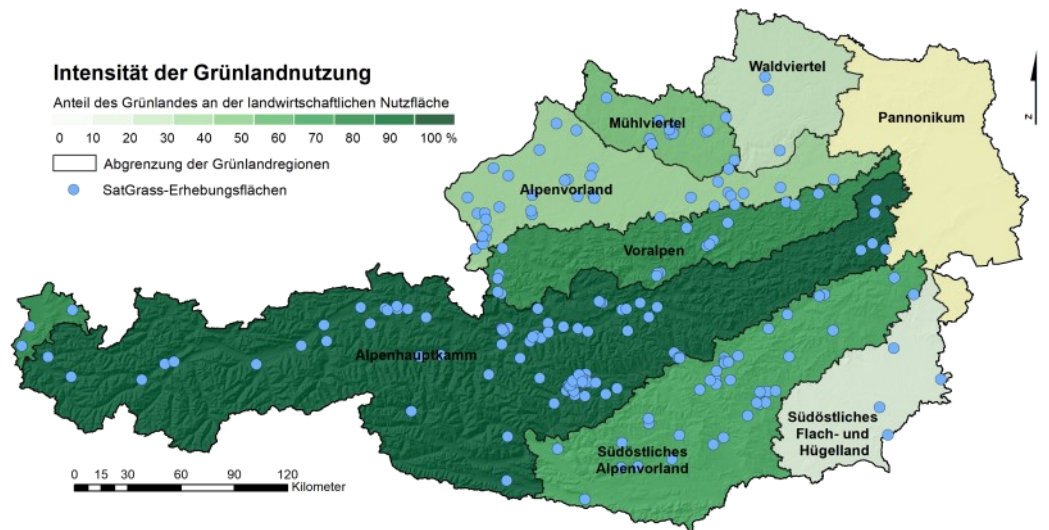 Intensität der Grünlandnutzung
Anteil des Grünlandes an der landwirtschaftlichen Nutzfläche
0 10 20 30 40 50 60 70 80 90 100 %
Abgrenzung der Grünlandregionen
SatGrass-Erhebungsflächen
Waldviertel
Mühlviertel
Pannonikum
Alpenvorland
Voralpen
Alpenhauptkamm
Südöstliches
Alpenvorland
Südöstliches
Flach- und
Hügelland
0 15 30 60 90 120
Kilometer
N